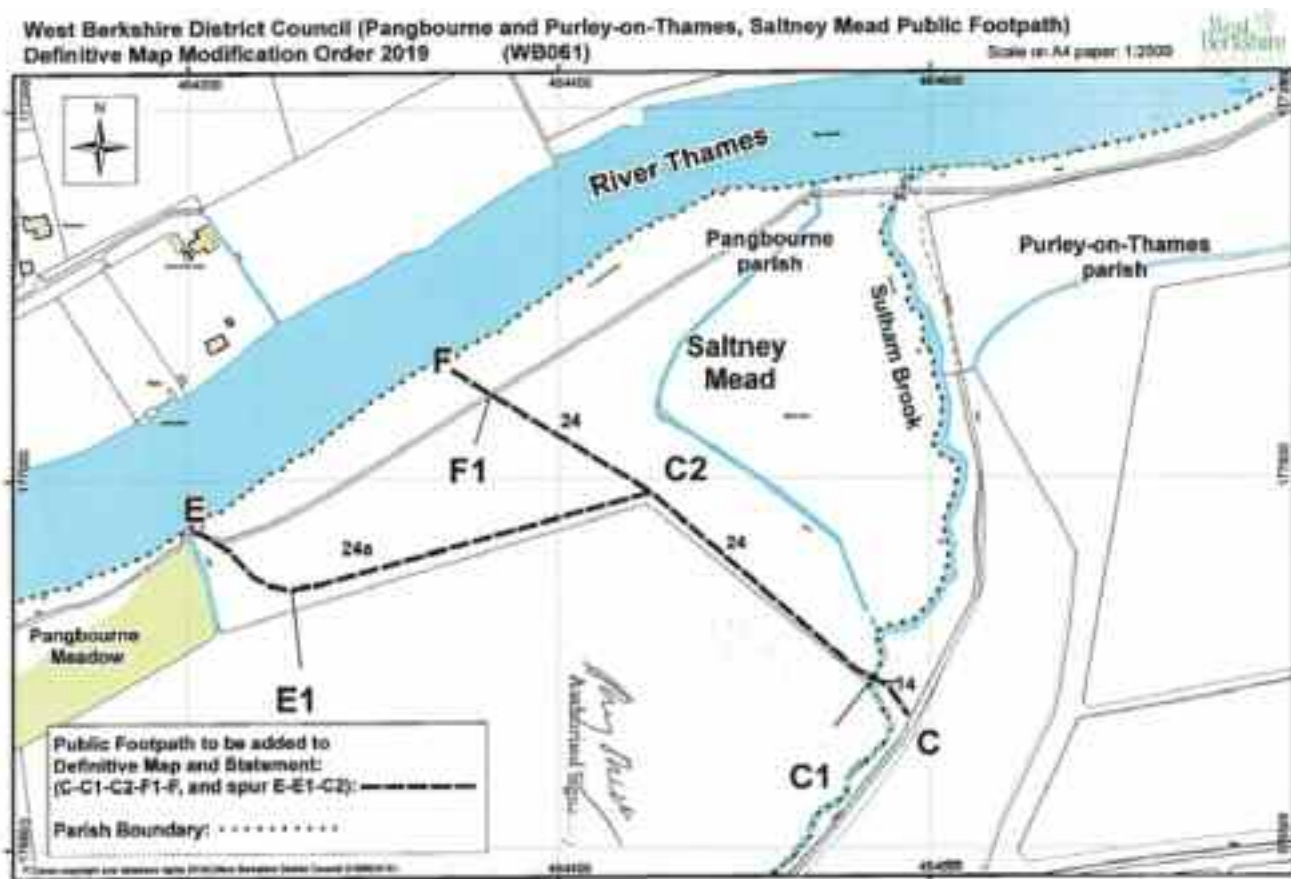 West Berkshire District Council (Pangbourne and Purley-on-Thames, Saltney Mead Public Footpath)
Definitive Map Modification Order 2019 (WB061)
Scale on A4 paper: 1:2500
West
Berkshire
N
River Thames
Pangbourne
parish
Purley-on-Thames
parish
Sulham Brook
Saltney
Mead
F
24
F1
C2
E
24a
24
Pangbourne
Meadow
E1
14
C
C1
Public Footpath to be added to
Definitive Map and Statement:
(C-C1-C2-F1-F, and spur E-E1-C2):
Parish Boundary: